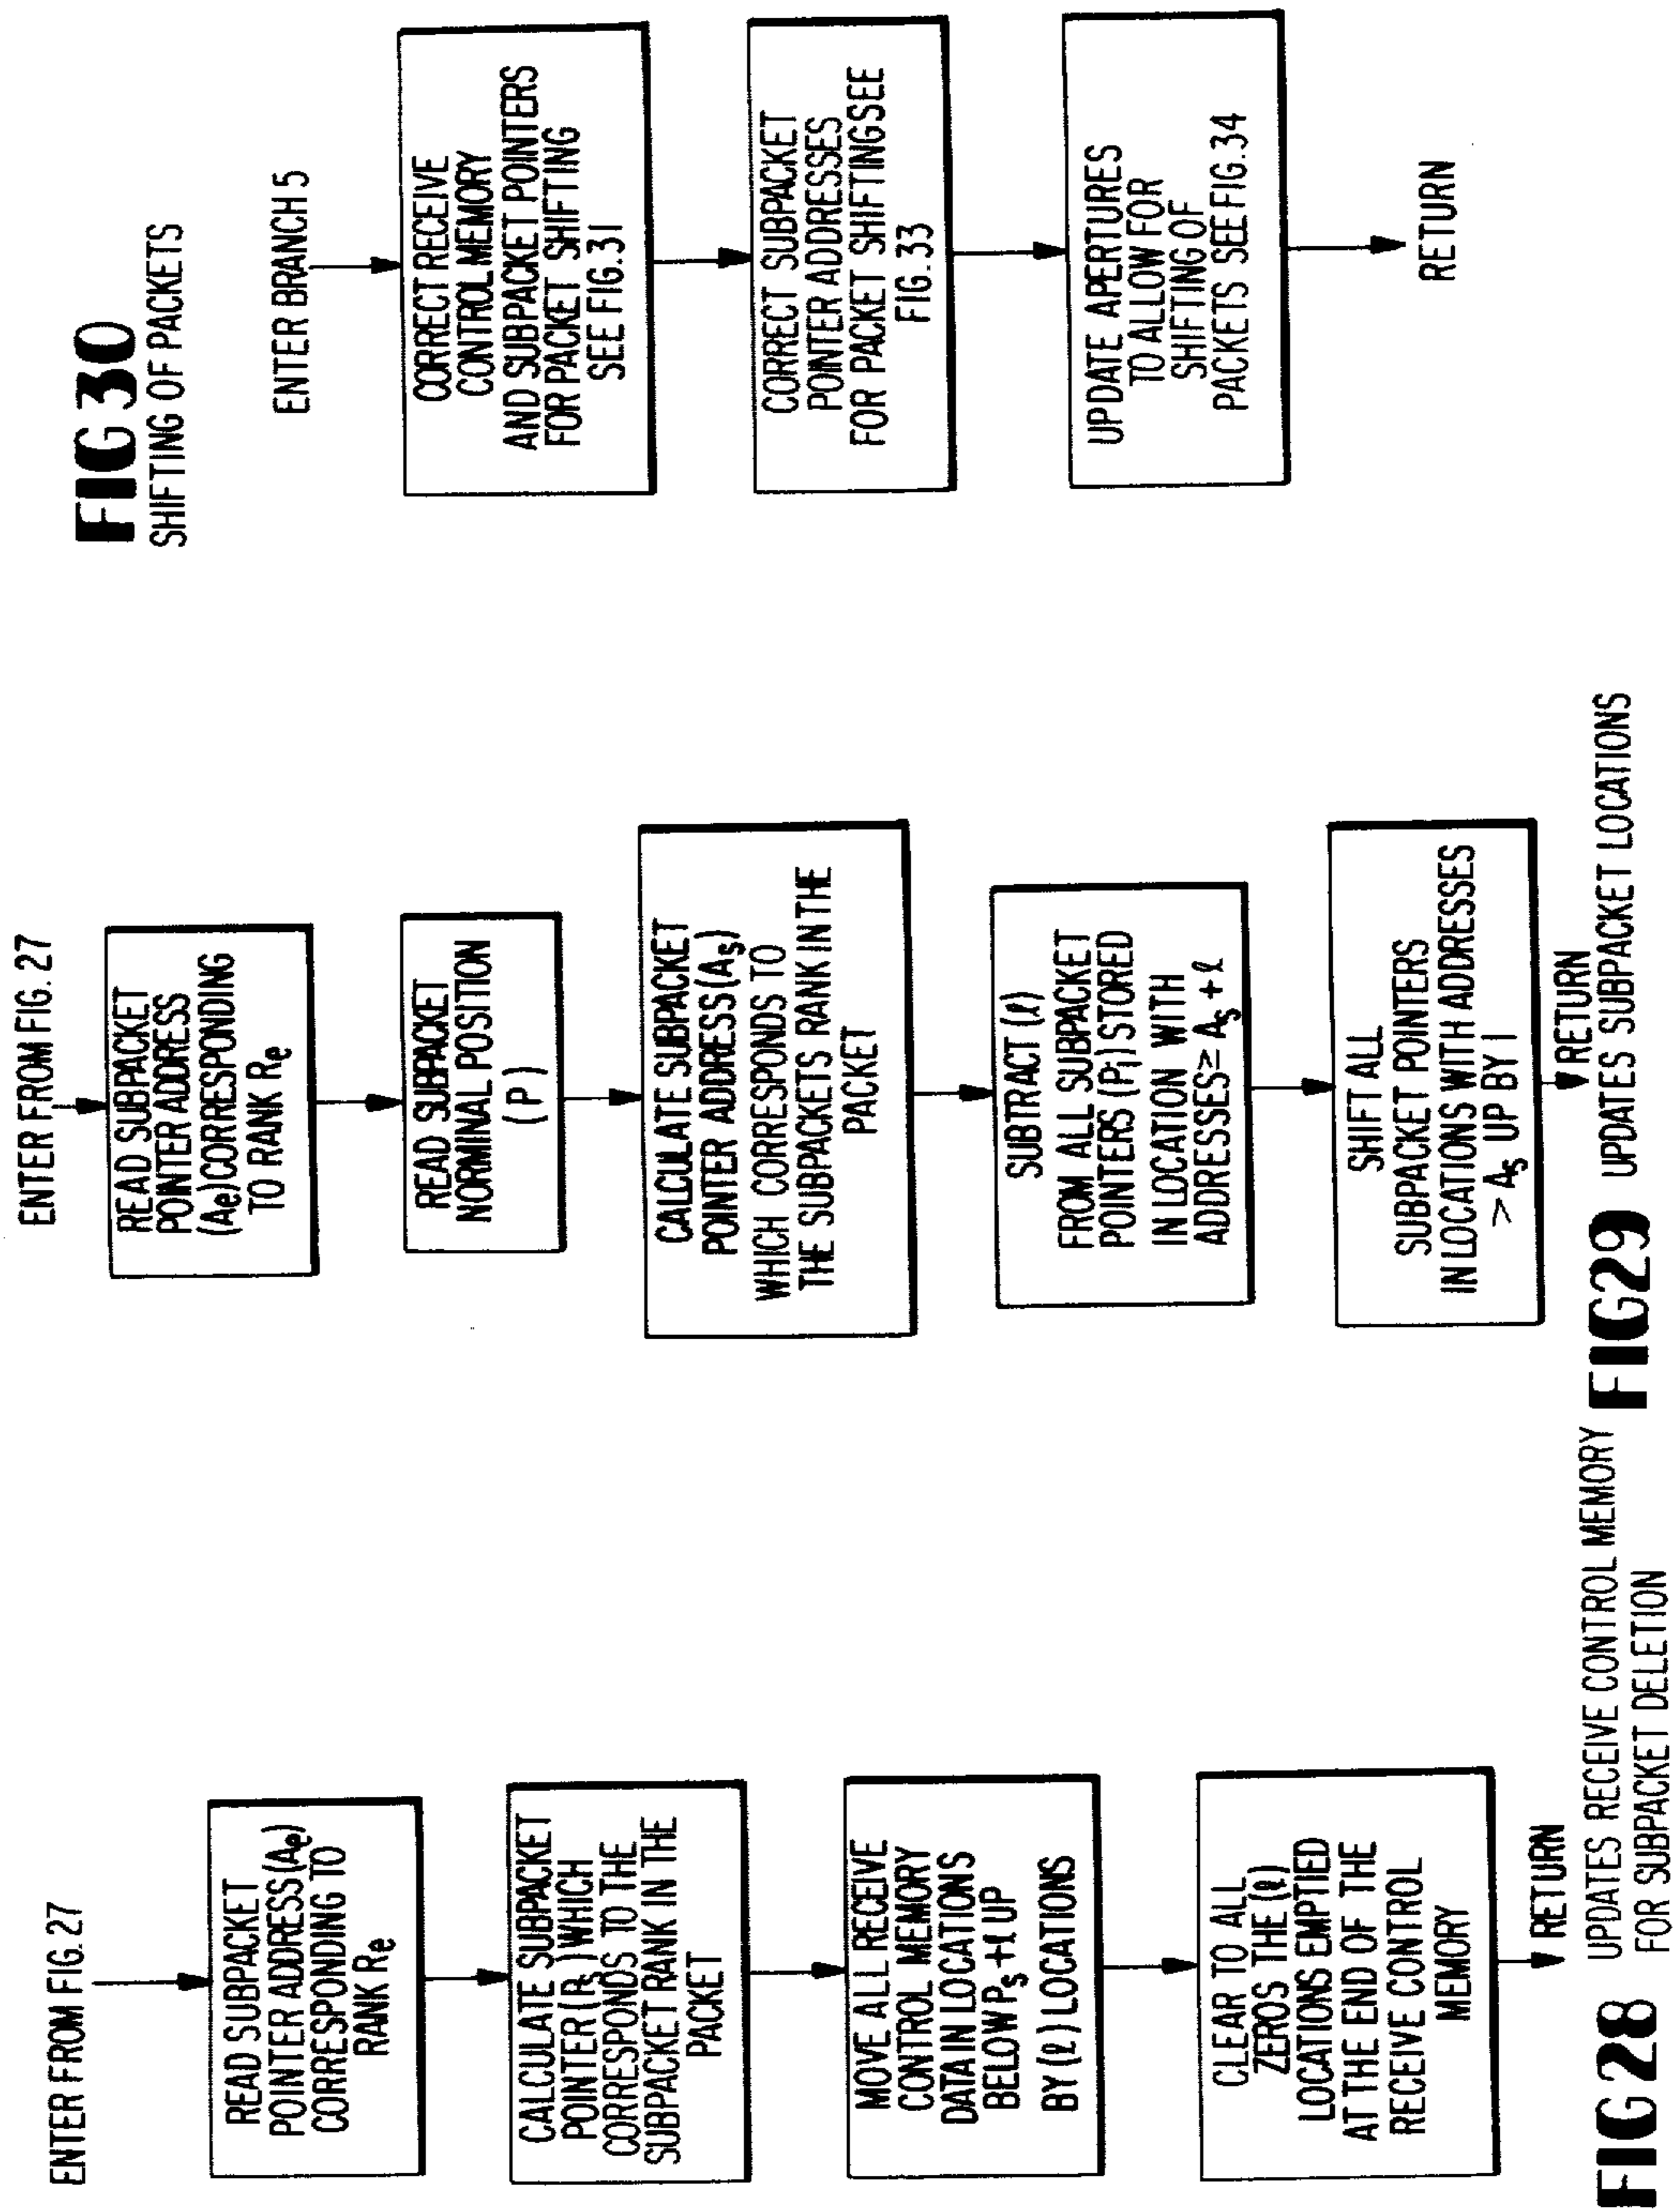 ENTER FROM FIG. 27
READ SUBPACKET
POINTER ADDRESS (Ae)
CORRESPONDING TO
RANK Re
CALCULATE SUBPACKET
POINTER (Ps) WHICH
CORRESPONDS TO THE
SUBPACKET RANK IN THE
PACKET
MOVE ALL RECEIVE
CONTROL MEMORY
DATA IN LOCATIONS
BELOW Ps + ℓ UP
BY (ℓ) LOCATIONS
CLEAR TO ALL
ZEROS THE (ℓ)
LOCATIONS EMPTIED
AT THE END OF THE
RECEIVE CONTROL
MEMORY
RETURN
FIG 28 UPDATES RECEIVE CONTROL MEMORY
FOR SUBPACKET DELETION
ENTER FROM FIG. 27
READ SUBPACKET
POINTER ADDRESS
(Ae) CORRESPONDING
TO RANK Re
READ SUBPACKET
NORMINAL POSITION
(P)
CALCULATE SUBPACKET
POINTER ADDRESS (As)
WHICH CORRESPONDS TO
THE SUBPACKETS RANK IN THE
PACKET
SUBTRACT (ℓ)
FROM ALL SUBPACKET
POINTERS (Pi) STORED
IN LOCATION WITH
ADDRESSES ≥ As + ℓ
SHIFT ALL
SUBPACKET POINTERS
IN LOCATIONS WITH ADDRESSES
> As UP BY 1
RETURN
FIG 29 UPDATES SUBPACKET LOCATIONS
FIG 30
SHIFTING OF PACKETS
ENTER BRANCH 5
CORRECT RECEIVE
CONTROL MEMORY
AND SUBPACKET POINTERS
FOR PACKET SHIFTING
SEE FIG. 31
CORRECT SUBPACKET
POINTER ADDRESSES
FOR PACKET SHIFTING SEE
FIG. 33
UPDATE APERTURES
TO ALLOW FOR
SHIFTING OF
PACKETS SEE FIG. 34
RETURN